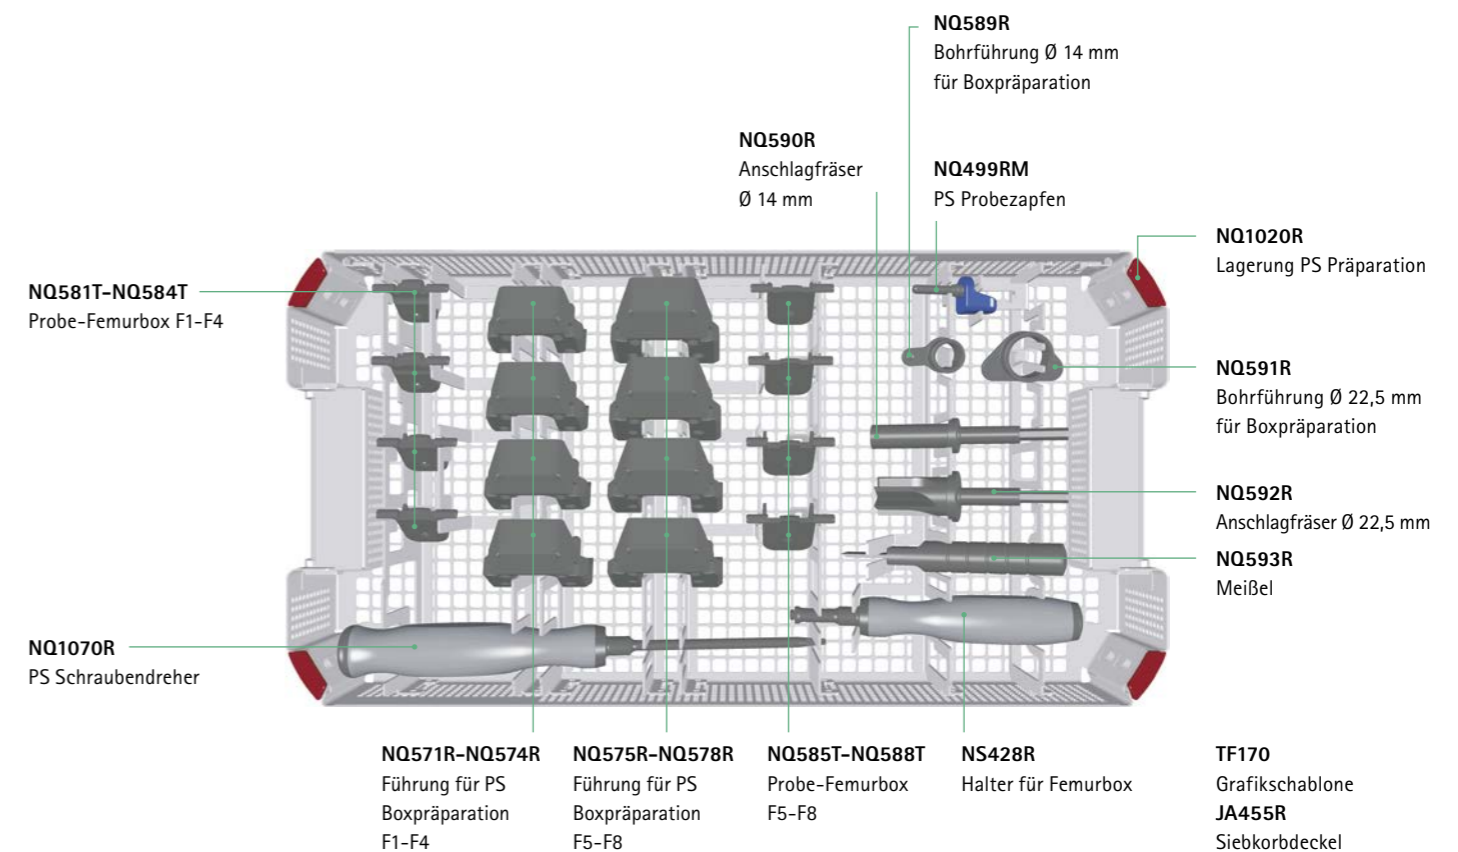 NQ589R
Bohrführung Ø 14 mm
für Boxpräparation
NQ590R
Anschlagfräser
Ø 14 mm
NQ499RM
PS Probezapfen
NQ1020R
Lagerung PS Präparation
NQ581T–NQ584T
Probe-Femurbox F1-F4
NQ591R
Bohrführung Ø 22,5 mm
für Boxpräparation
NQ592R
Anschlagfräser Ø 22,5 mm
NQ593R
Meißel
NQ1070R
PS Schraubendreher
NQ571R–NQ574R
Führung für PS
Boxpräparation
F1-F4
NQ575R–NQ578R
Führung für PS
Boxpräparation
F5-F8
NQ585T–NQ588T
Probe-Femurbox
F5-F8
NS428R
Halter für Femurbox
TF170
Grafikschablone
JA455R
Siebkorbdeckel